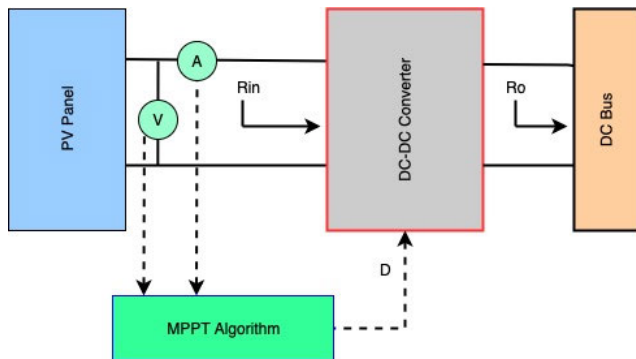 PV Panel
A
V
Rin
DC-DC Converter
Ro
DC Bus
D
MPPT Algorithm